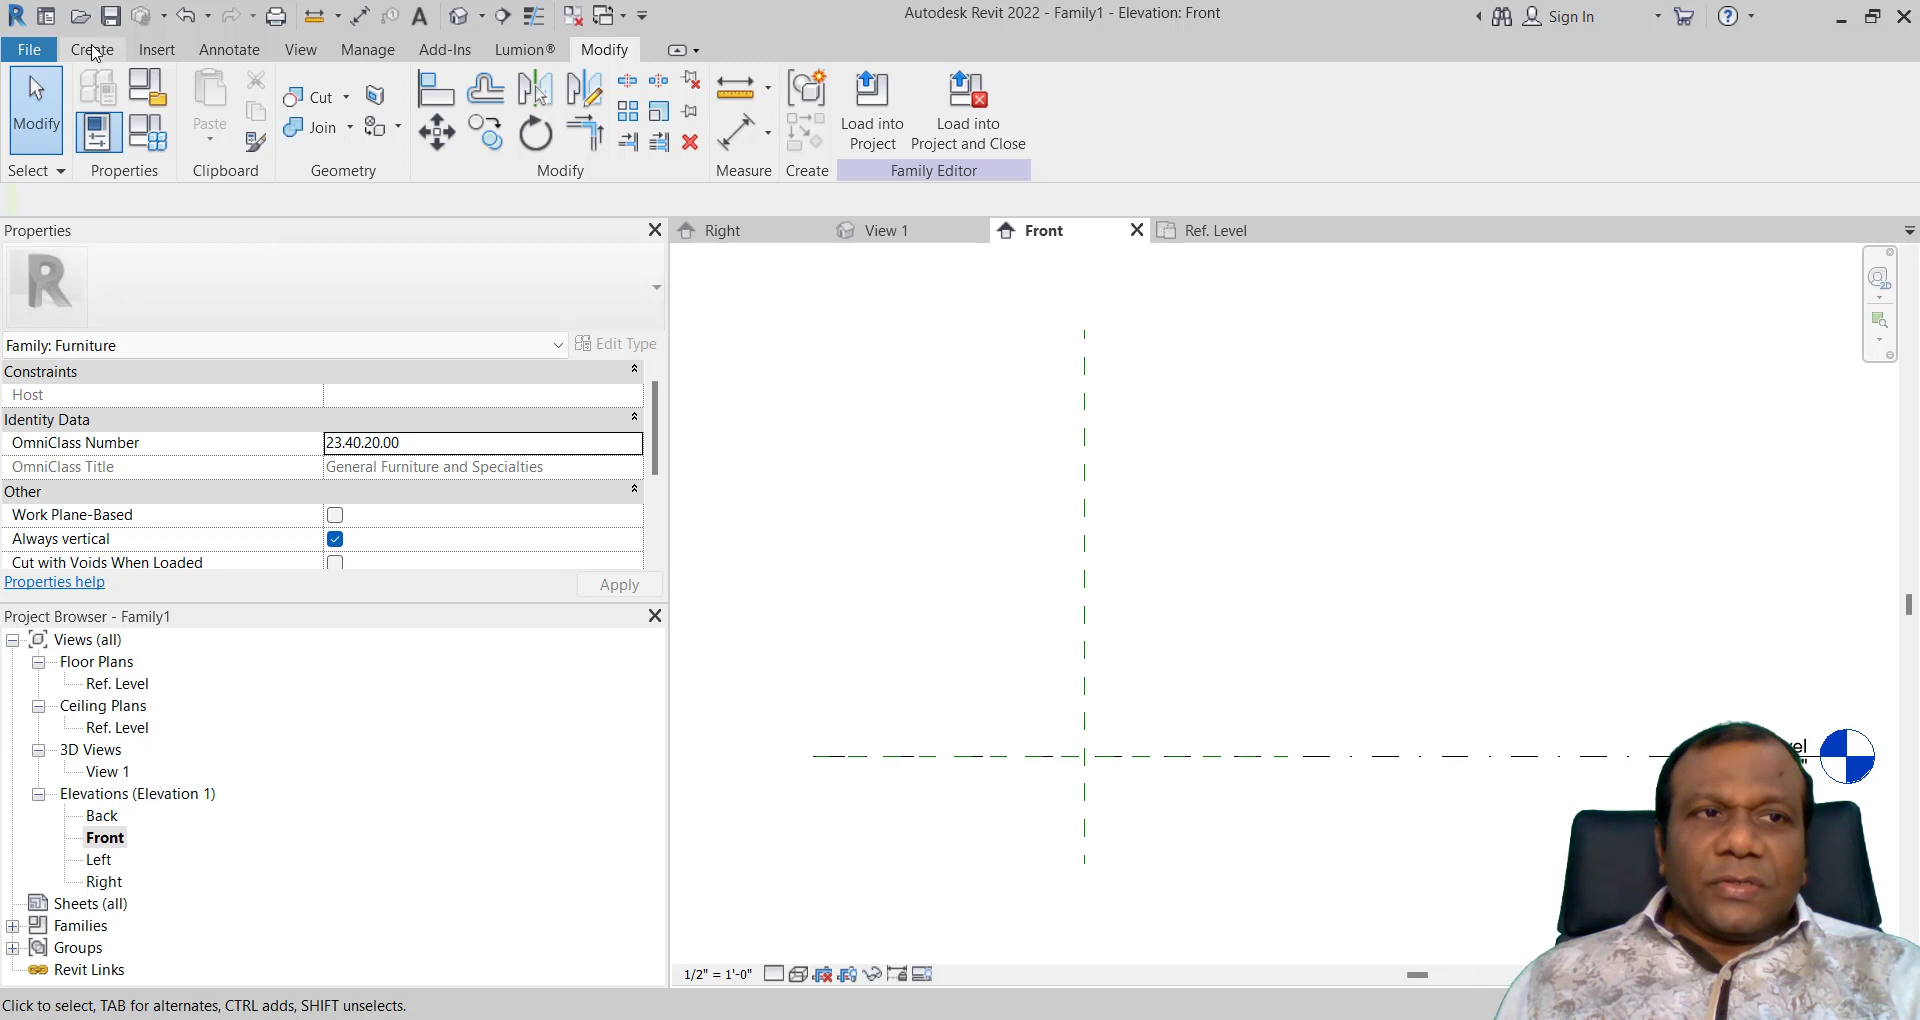 Autodesk Revit 2022 - Family1 - Elevation: Front
Sign In
File Create Insert Annotate View Manage Add-Ins Lumion® Modify
Modify
Paste
Cut
Join
Load into Project
Load into Project and Close
Select Properties Clipboard Geometry Modify Measure Create Family Editor
Properties
Right
View 1
Front
Ref. Level
Family: Furniture
Edit Type
Constraints
Host
Identity Data
OmniClass Number 23.40.20.00
OmniClass Title General Furniture and Specialties
Other
Work Plane-Based
Always vertical
Cut with Voids When Loaded
Properties help
Apply
Project Browser - Family1
Views (all)
Floor Plans
Ref. Level
Ceiling Plans
Ref. Level
3D Views
View 1
Elevations (Elevation 1)
Back
Front
Left
Right
Sheets (all)
Families
Groups
Revit Links
1/2" = 1'-0"
Click to select, TAB for alternates, CTRL adds, SHIFT unselects.